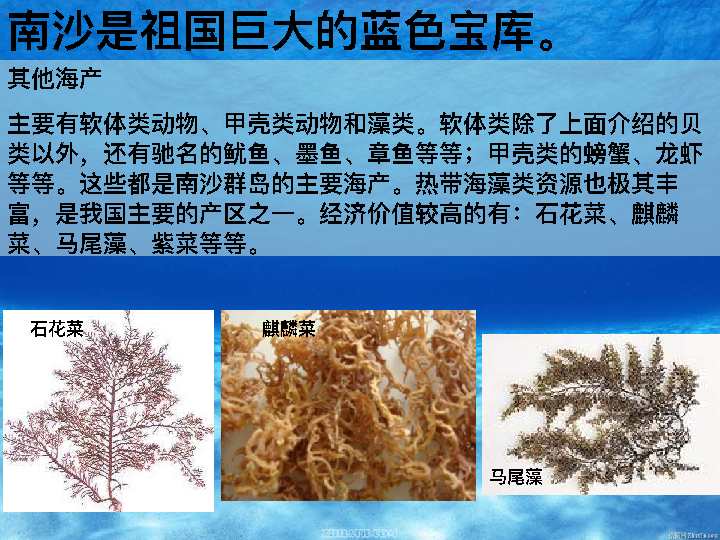 南沙是祖国巨大的蓝色宝库。
其他海产
主要有软体类动物、甲壳类动物和藻类。软体类除了上面介绍的贝
类以外，还有驰名的鱿鱼、墨鱼、章鱼等等；甲壳类的螃蟹、龙虾
等等。这些都是南沙群岛的主要海产。热带海藻类资源也极其丰
富，是我国主要的产区之一。经济价值较高的有：石花菜、麒麟
菜、马尾藻、紫菜等等。
石花菜
麒麟菜
马尾藻